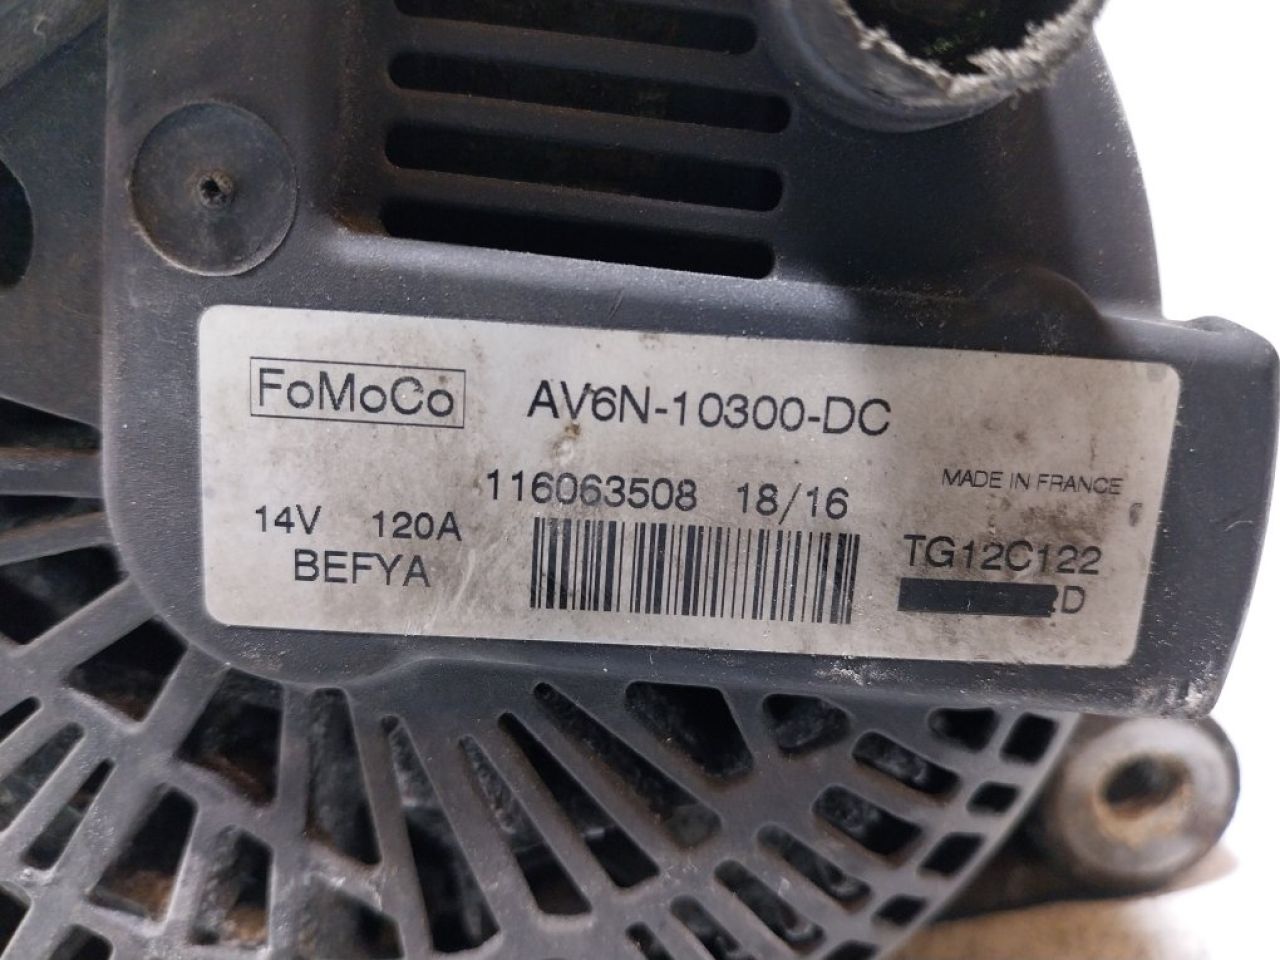 FoMoCo AV6N-10300-DC
116063508 18/16 MADE IN FRANCE
14V 120A
BEFYA TG12C122
D